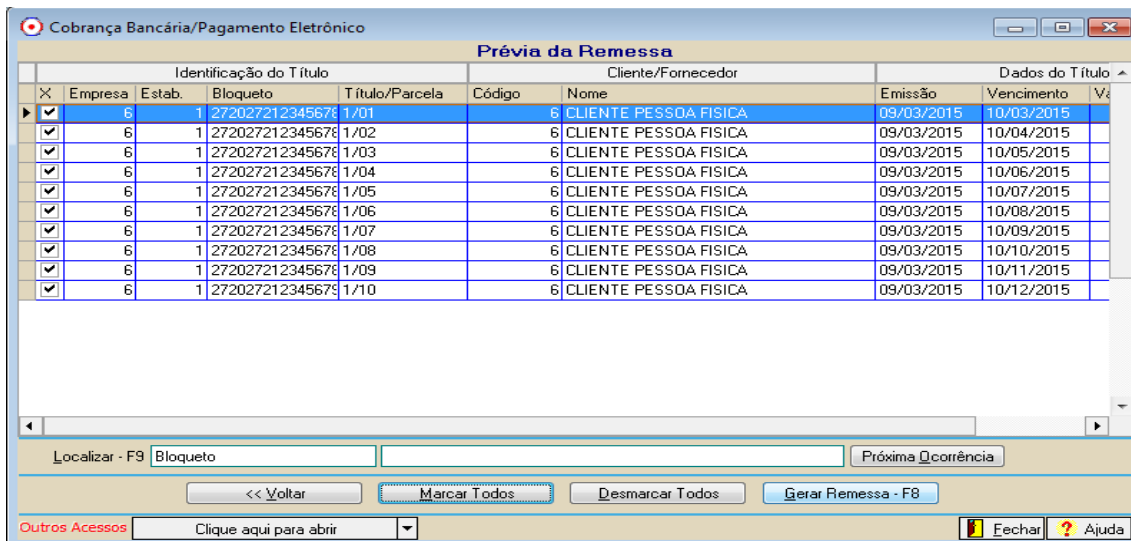 Cobrança Bancária/Pagamento Eletrônico
Prévia da Remessa
Identificação do Título Cliente/Fornecedor Dados do Título
X Empresa Estab. Bloqueto Título/Parcela Código Nome Emissão Vencimento
6 1 272027212345678 1/01 6 CLIENTE PESSOA FISICA 09/03/2015 10/03/2015
6 1 272027212345678 1/02 6 CLIENTE PESSOA FISICA 09/03/2015 10/04/2015
6 1 272027212345678 1/03 6 CLIENTE PESSOA FISICA 09/03/2015 10/05/2015
6 1 272027212345678 1/04 6 CLIENTE PESSOA FISICA 09/03/2015 10/06/2015
6 1 272027212345678 1/05 6 CLIENTE PESSOA FISICA 09/03/2015 10/07/2015
6 1 272027212345678 1/06 6 CLIENTE PESSOA FISICA 09/03/2015 10/08/2015
6 1 272027212345678 1/07 6 CLIENTE PESSOA FISICA 09/03/2015 10/09/2015
6 1 272027212345678 1/08 6 CLIENTE PESSOA FISICA 09/03/2015 10/10/2015
6 1 272027212345678 1/09 6 CLIENTE PESSOA FISICA 09/03/2015 10/11/2015
6 1 272027212345679 1/10 6 CLIENTE PESSOA FISICA 09/03/2015 10/12/2015
Localizar - F9 Bloqueto Próxima Ocorrência
<< Voltar Marcar Todos Desmarcar Todos Gerar Remessa - F8
Outros Acessos Clique aqui para abrir Fechar ? Ajuda